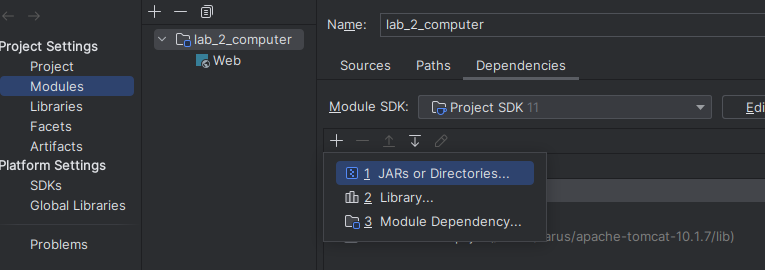 Project Settings
Project
Modules
Libraries
Facets
Artifacts
Platform Settings
SDKs
Global Libraries
Problems
lab_2_computer
Web
Name: lab_2_computer
Sources Paths Dependencies
Module SDK: Project SDK 11
1 JARs or Directories...
2 Library...
3 Module Dependency...
arus/apache-tomcat-10.1.7/lib)